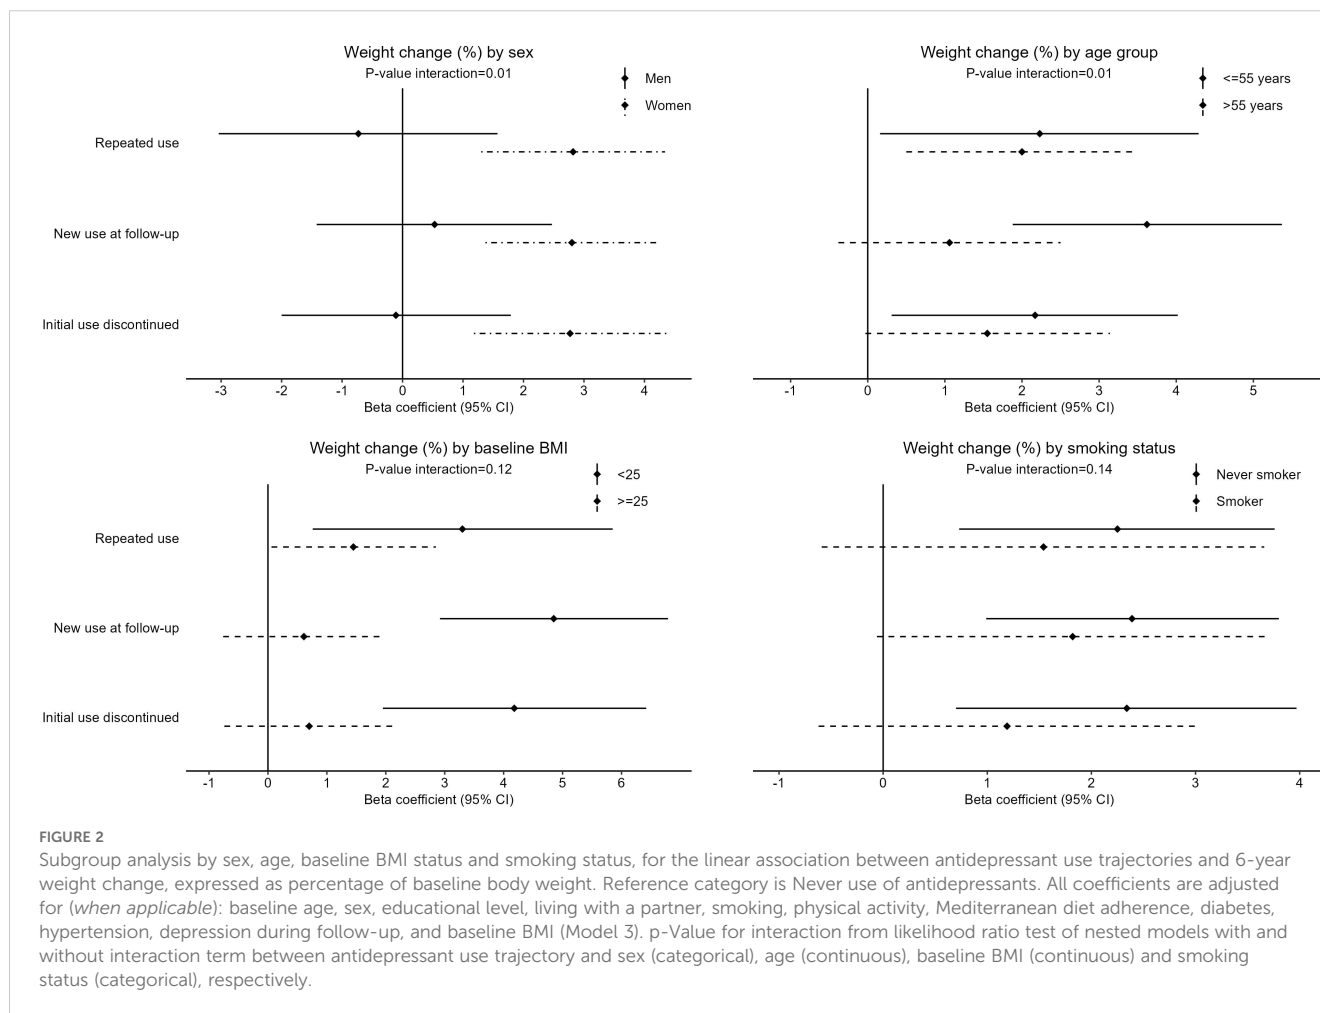 Weight change (%) by sex
P-value interaction=0.01
Men
Women
Repeated use
New use at follow-up
Initial use discontinued
-3 -2 -1 0 1 2 3 4
Beta coefficient (95% CI)
Weight change (%) by age group
P-value interaction=0.01
<=55 years
>55 years
-1 0 1 2 3 4 5
Beta coefficient (95% CI)
Weight change (%) by baseline BMI
P-value interaction=0.12
<25
>=25
Repeated use
New use at follow-up
Initial use discontinued
-1 0 1 2 3 4 5 6
Beta coefficient (95% CI)
Weight change (%) by smoking status
P-value interaction=0.14
Never smoker
Smoker
-1 0 1 2 3 4
Beta coefficient (95% CI)
FIGURE 2
Subgroup analysis by sex, age, baseline BMI status and smoking status, for the linear association between antidepressant use trajectories and 6-year
weight change, expressed as percentage of baseline body weight. Reference category is Never use of antidepressants. All coefficients are adjusted
for (when applicable): baseline age, sex, educational level, living with a partner, smoking, physical activity, Mediterranean diet adherence, diabetes,
hypertension, depression during follow-up, and baseline BMI (Model 3). p-Value for interaction from likelihood ratio test of nested models with and
without interaction term between antidepressant use trajectory and sex (categorical), age (continuous), baseline BMI (continuous) and smoking
status (categorical), respectively.